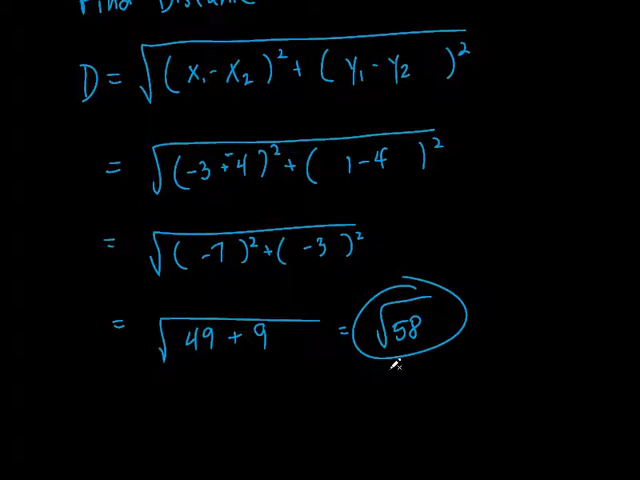 Find Distance
D = √(x₁ - x₂)² + (y₁ - y₂)²
= √(-3 + -4)² + (1 - 4)²
= √(-7)² + (-3)²
= √49 + 9 = √58